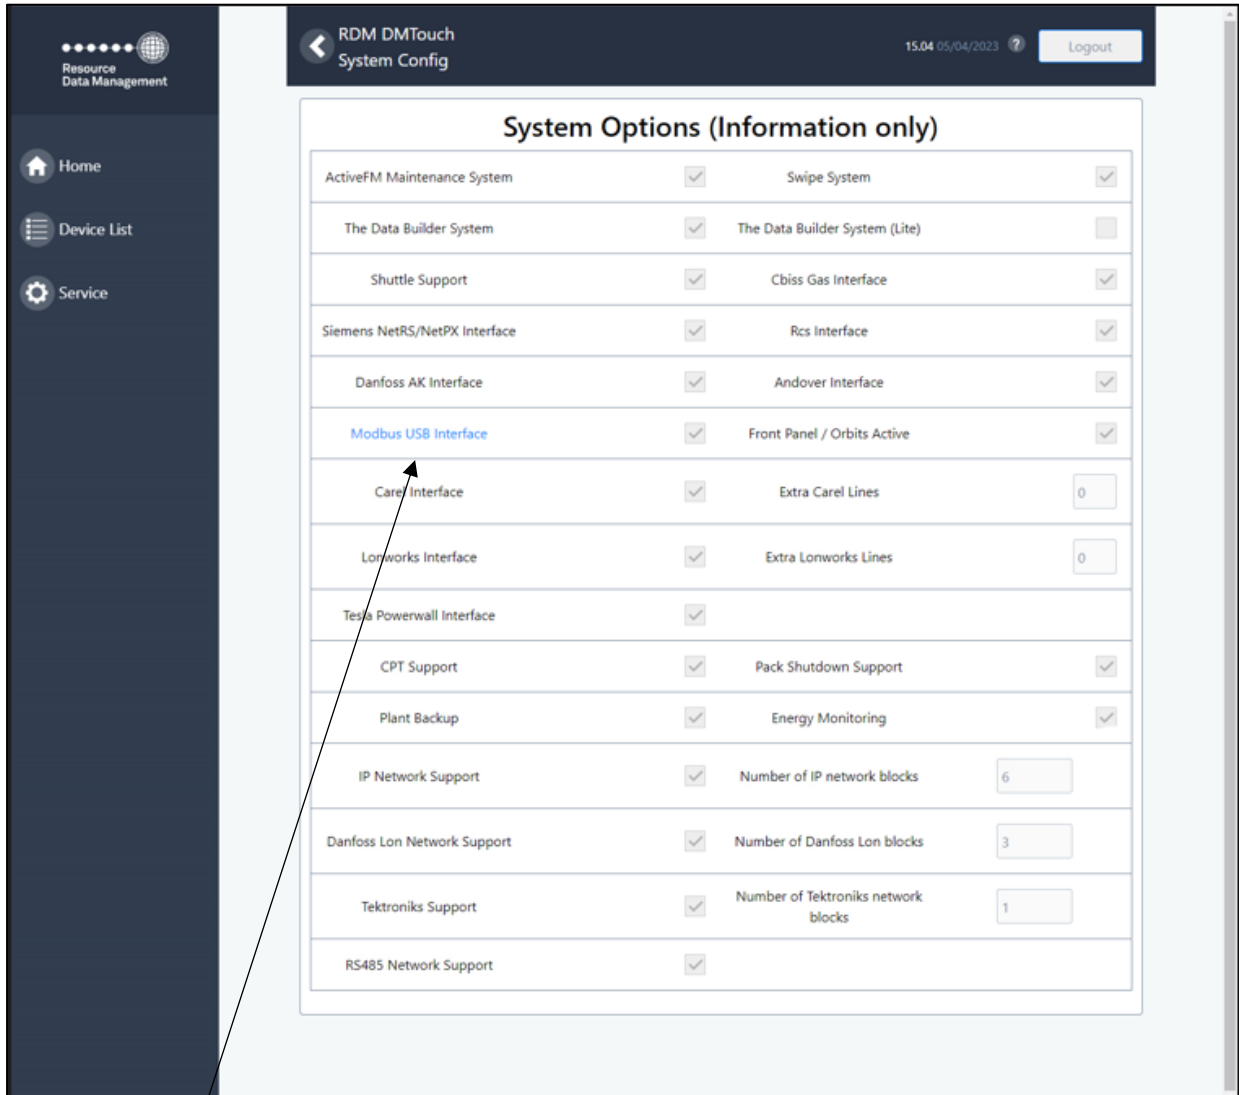 Resource
Data Management
Home
Device List
Service
RDM DMTouch
System Config
15.04 05/04/2023 ? Logout
System Options (Information only)
ActiveFM Maintenance System Swipe System
The Data Builder System The Data Builder System (Lite)
Shuttle Support Cbiss Gas Interface
Siemens NetRS/NetPX Interface Rcs Interface
Danfoss AK Interface Andover Interface
Modbus USB Interface Front Panel / Orbits Active
Carel Interface Extra Carel Lines 0
Lonworks Interface Extra Lonworks Lines 0
Tesla Powerwall Interface
CPT Support Pack Shutdown Support
Plant Backup Energy Monitoring
IP Network Support Number of IP network blocks 6
Danfoss Lon Network Support Number of Danfoss Lon blocks 3
Tektroniks Support Number of Tektroniks network
blocks 1
RS485 Network Support